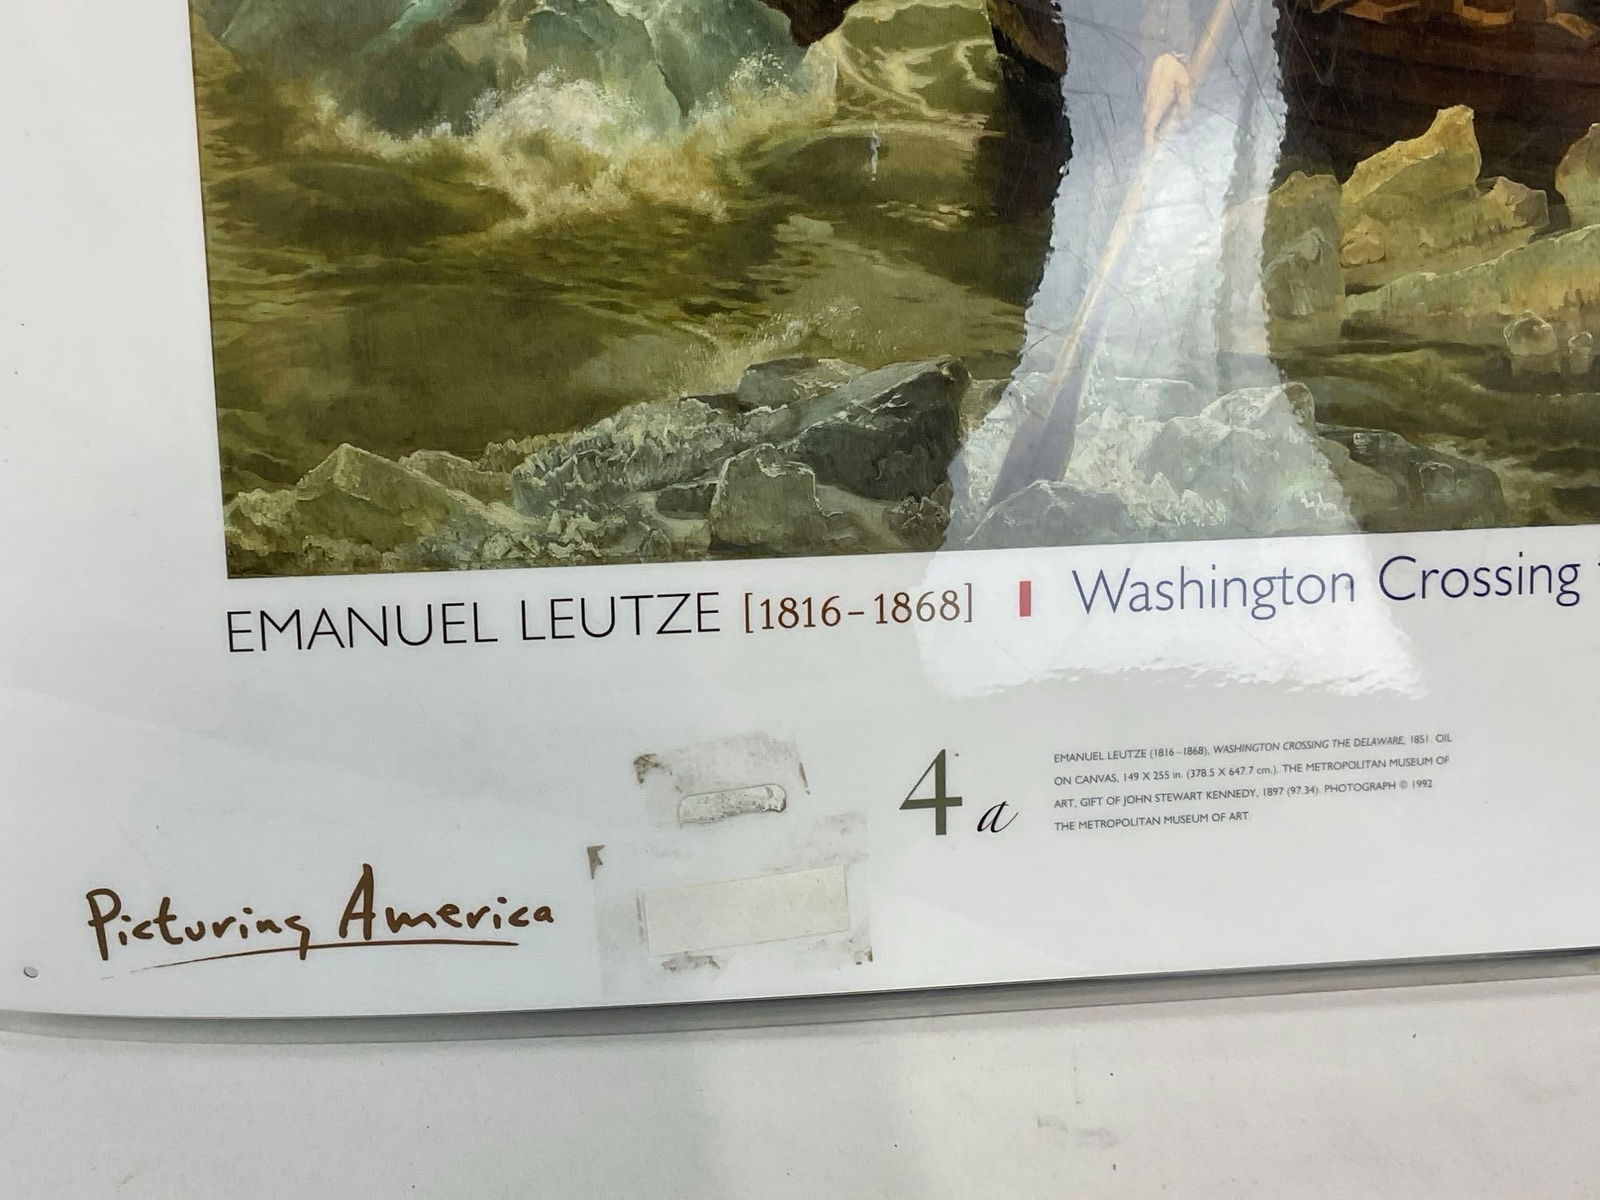 EMANUEL LEUTZE [1816–1868] Washington Crossing
4a
EMANUEL LEUTZE (1816–1868), WASHINGTON CROSSING THE DELAWARE, 1851. OIL
ON CANVAS, 149 X 255 in. (378.5 X 647.7 cm.). THE METROPOLITAN MUSEUM OF
ART, GIFT OF JOHN STEWART KENNEDY, 1897 (97.34). PHOTOGRAPH © 1992
THE METROPOLITAN MUSEUM OF ART.
Picturing America